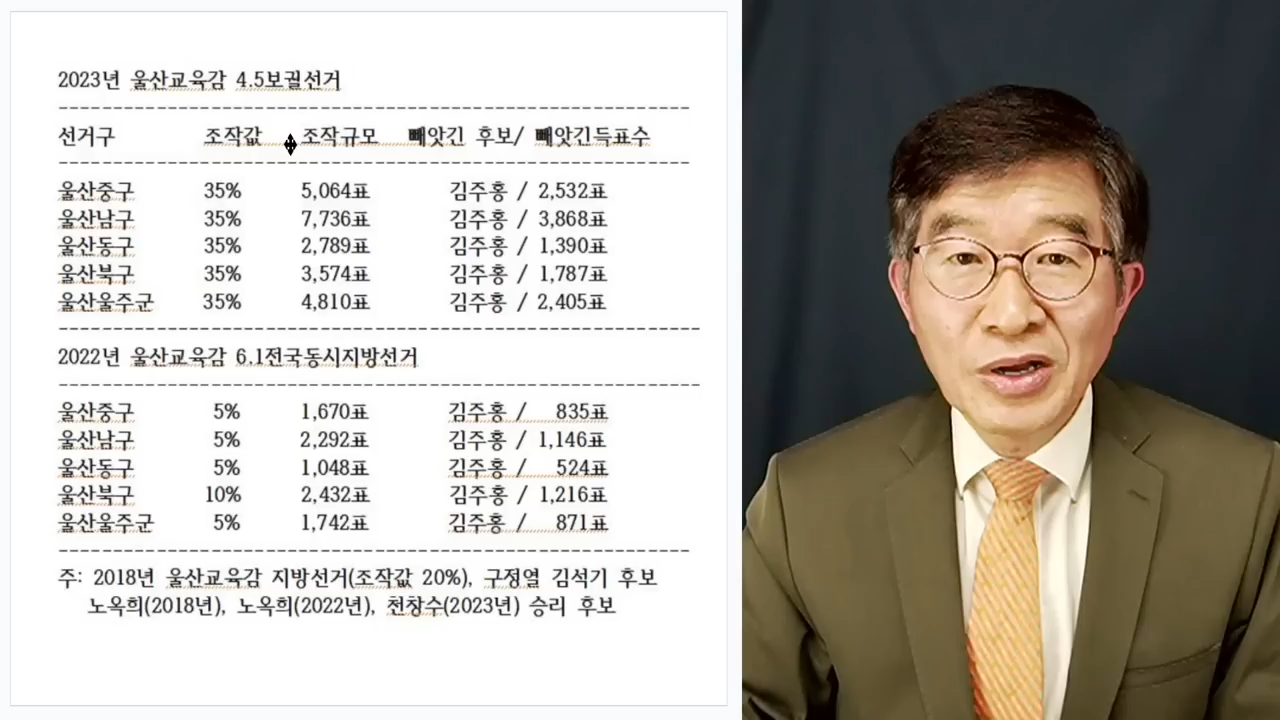 2023년 울산교육감 4.5보궐선거
선거구 조작값 조작규모 빼앗긴 후보/ 빼앗긴득표수
울산중구 35% 5,064표 김주홍 / 2,532표
울산남구 35% 7,736표 김주홍 / 3,868표
울산동구 35% 2,789표 김주홍 / 1,390표
울산북구 35% 3,574표 김주홍 / 1,787표
울산울주군 35% 4,810표 김주홍 / 2,405표
2022년 울산교육감 6.1전국동시지방선거
울산중구 5% 1,670표 김주홍 / 835표
울산남구 5% 2,292표 김주홍 / 1,146표
울산동구 5% 1,048표 김주홍 / 524표
울산북구 10% 2,432표 김주홍 / 1,216표
울산울주군 5% 1,742표 김주홍 / 871표
주: 2018년 울산교육감 지방선거(조작값 20%), 구정열 김석기 후보
노옥희(2018년), 노옥희(2022년), 천창수(2023년) 승리 후보